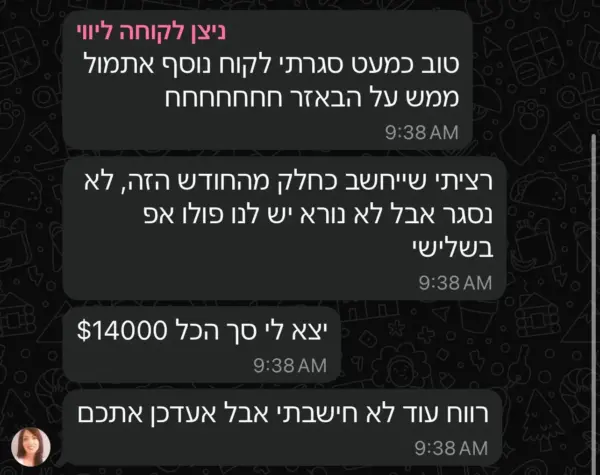 ניצן לקוחה ליווי
טוב כמעט סגרתי לקוח נוסף אתמול
ממש על הבאזר חחחחחחח
9:38 AM
רציתי שייחשב כחלק מהחודש הזה, לא
נסגר אבל לא נורא יש לנו פולו אפ
בשלישי
9:38 AM
יצא לי סך הכל 14000$
9:38 AM
רווח עוד לא חישבתי אבל אעדכן אתכם
9:38 AM